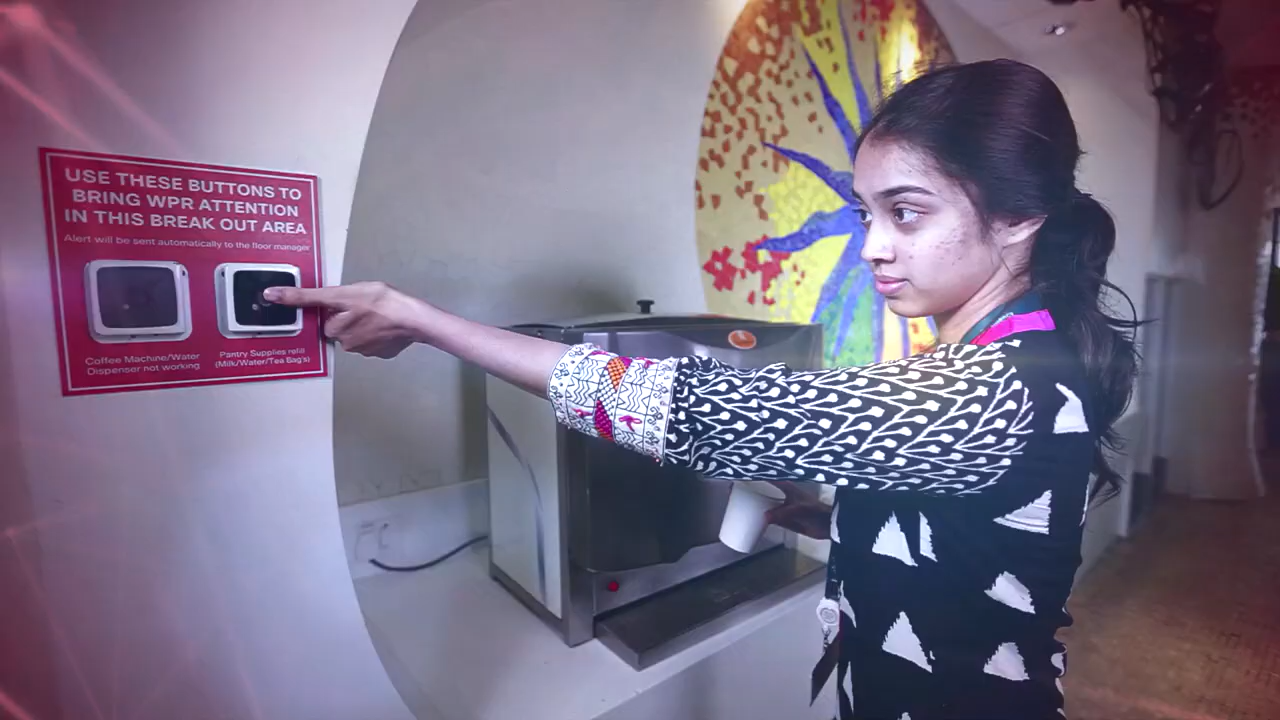 USE THESE BUTTONS TO
BRING WPR ATTENTION
IN THIS BREAK OUT AREA
Alert will be sent automatically to the floor manager
Coffee Machine/Water
Dispenser not working
Pantry Supplies refil
(Milk/Water/Tea Bag's)